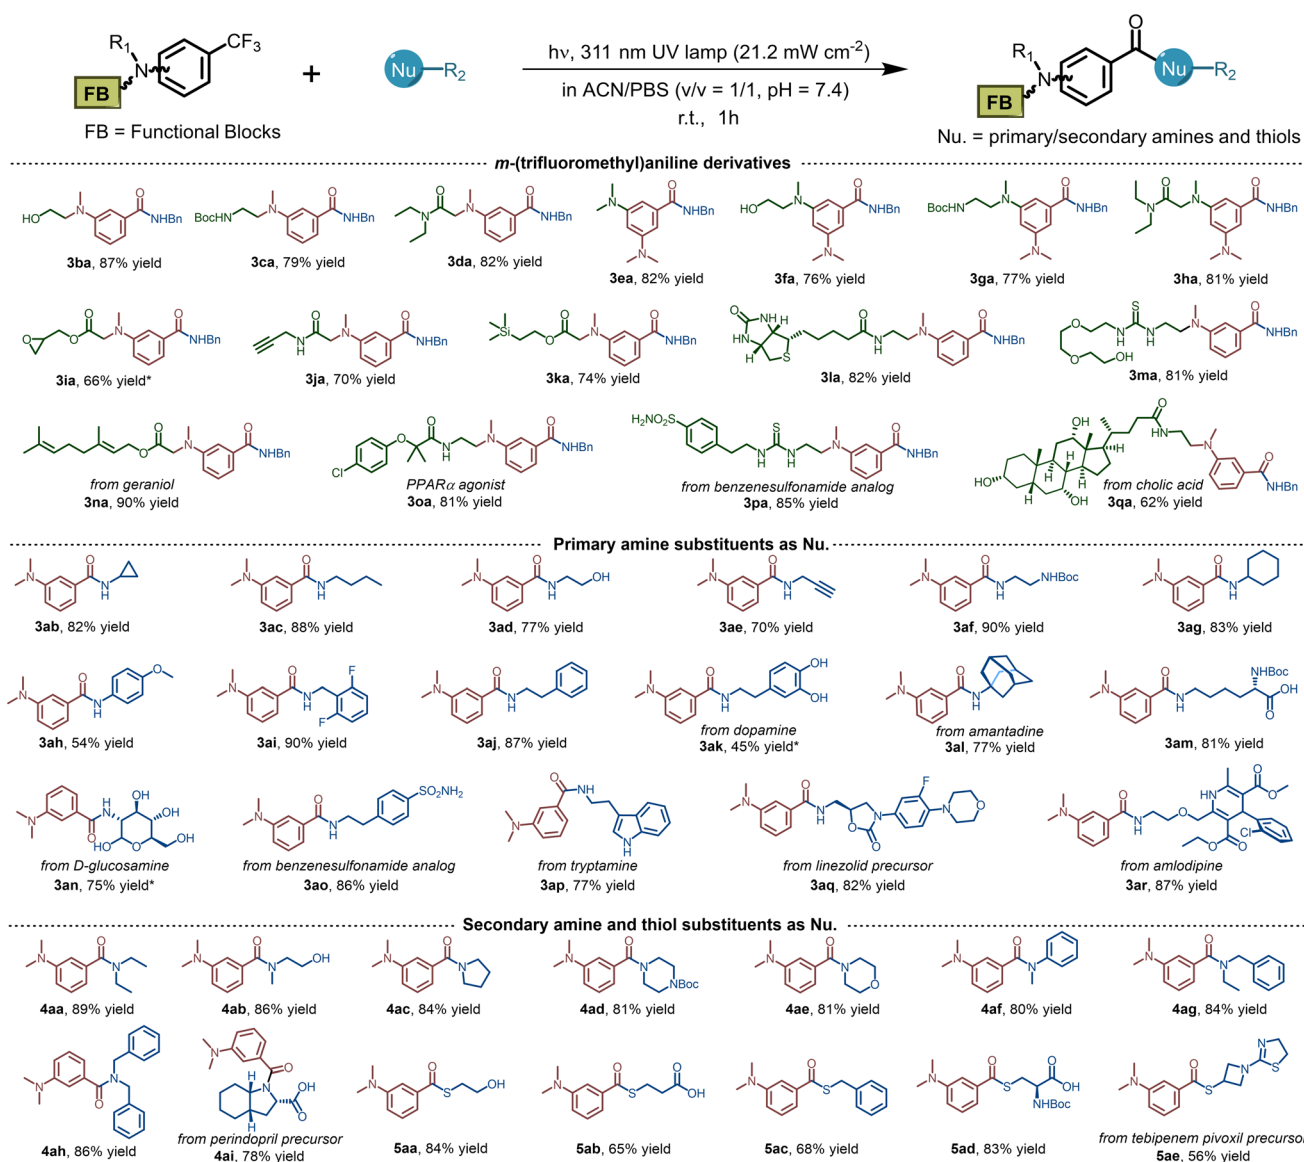 R1
N
CF3
FB
FB = Functional Blocks
+
Nu R2
hν, 311 nm UV lamp (21.2 mW cm-2)
in ACN/PBS (v/v = 1/1, pH = 7.4)
r.t., 1h
R1
N
O
FB
Nu R2
Nu. = primary/secondary amines and thiols
m-(trifluoromethyl)aniline derivatives
3ba, 87% yield
3ca, 79% yield
3da, 82% yield
3ea, 82% yield
3fa, 76% yield
3ga, 77% yield
3ha, 81% yield
3ia, 66% yield*
3ja, 70% yield
3ka, 74% yield
3la, 82% yield
3ma, 81% yield
from geraniol
3na, 90% yield
PPARα agonist
3oa, 81% yield
from benzenesulfonamide analog
3pa, 85% yield
from cholic acid
3qa, 62% yield
Primary amine substituents as Nu.
3ab, 82% yield
3ac, 88% yield
3ad, 77% yield
3ae, 70% yield
3af, 90% yield
3ag, 83% yield
3ah, 54% yield
3ai, 90% yield
3aj, 87% yield
from dopamine
3ak, 45% yield*
from amantadine
3al, 77% yield
3am, 81% yield
from D-glucosamine
3an, 75% yield*
from benzenesulfonamide analog
3ao, 86% yield
from tryptamine
3ap, 77% yield
from linezolid precursor
3aq, 82% yield
from amlodipine
3ar, 87% yield
Secondary amine and thiol substituents as Nu.
4aa, 89% yield
4ab, 86% yield
4ac, 84% yield
4ad, 81% yield
4ae, 81% yield
4af, 80% yield
4ag, 84% yield
4ah, 86% yield
from perindopril precursor
4ai, 78% yield
5aa, 84% yield
5ab, 65% yield
5ac, 68% yield
5ad, 83% yield
from tebipenem pivoxil precursor
5ae, 56% yield